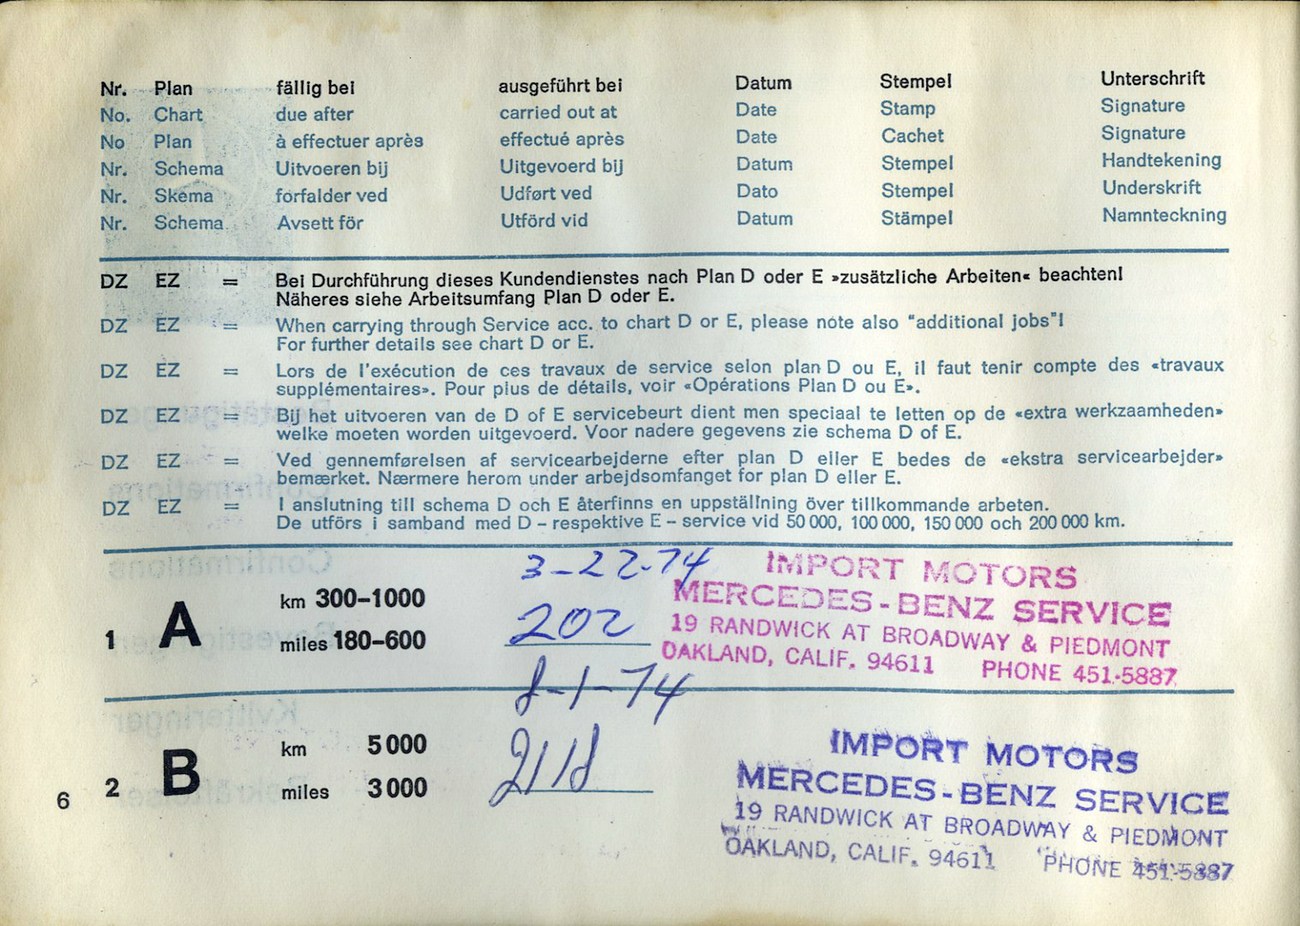 Nr. Plan fällig bei ausgeführt bei Datum Stempel Unterschrift
No. Chart due after carried out at Date Stamp Signature
No Plan à effectuer après effectué après Date Cachet Signature
Nr. Schema Uitvoeren bij Uitgevoerd bij Datum Stempel Handtekening
Nr. Skema forfalder ved Udført ved Dato Stempel Underskrift
Nr. Schema Avsett för Utförd vid Datum Stämpel Namnteckning
DZ EZ = Bei Durchführung dieses Kundendienstes nach Plan D oder E »zusätzliche Arbeiten« beachten!
Näheres siehe Arbeitsumfang Plan D oder E.
DZ EZ = When carrying through Service acc. to chart D or E, please note also "additional jobs"!
For further details see chart D or E.
DZ EZ = Lors de l'exécution de ces travaux de service selon plan D ou E, il faut tenir compte des «travaux
supplémentaires». Pour plus de détails, voir «Opérations Plan D ou E».
DZ EZ = Bij het uitvoeren van de D of E servicebeurt dient men speciaal te letten op de «extra werkzaamheden»
welke moeten worden uitgevoerd. Voor nadere gegevens zie schema D of E.
DZ EZ = Ved gennemførelsen af servicearbejderne efter plan D eller E bedes de «ekstra servicearbejder»
bemærket. Nærmere herom under arbejdsomfanget for plan D eller E.
DZ EZ = I anslutning till schema D och E återfinns en uppställning över tillkommande arbeten.
De utförs i samband med D – respektive E – service vid 50 000, 100 000, 150 000 och 200 000 km.
3-22-74
1 A km 300–1000
miles 180–600
202
IMPORT MOTORS
MERCEDES-BENZ SERVICE
19 RANDWICK AT BROADWAY & PIEDMONT
OAKLAND, CALIF. 94611 PHONE 451-5887
8-1-74
2 B km 5 000
miles 3 000
2118
IMPORT MOTORS
MERCEDES-BENZ SERVICE
19 RANDWICK AT BROADWAY & PIEDMONT
OAKLAND, CALIF. 94611 PHONE 451-5887
6